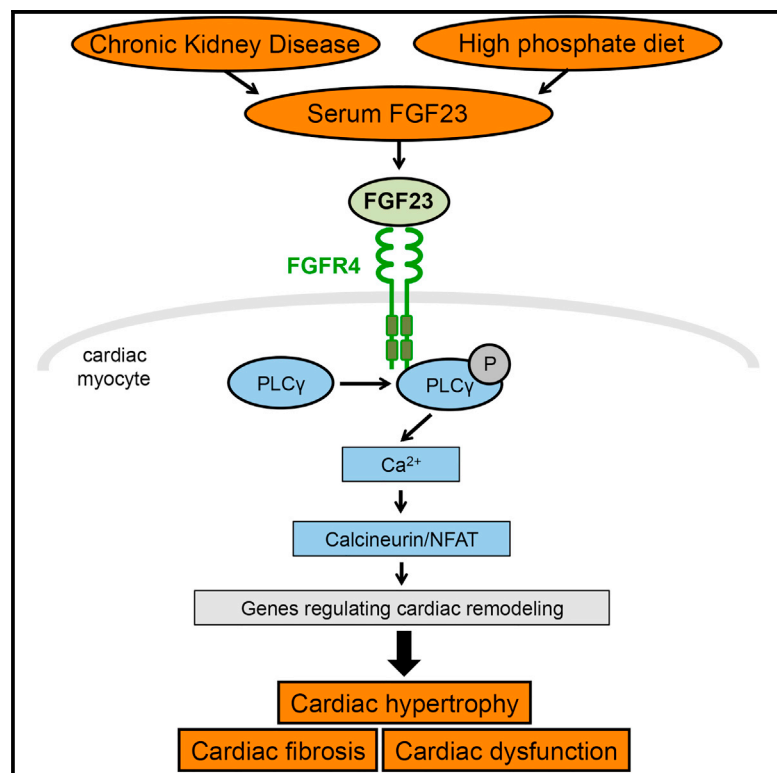 Chronic Kidney Disease
High phosphate diet
Serum FGF23
FGF23
FGFR4
cardiac
myocyte
PLCγ
PLCγ
P
Ca²⁺
Calcineurin/NFAT
Genes regulating cardiac remodeling
Cardiac hypertrophy
Cardiac fibrosis
Cardiac dysfunction